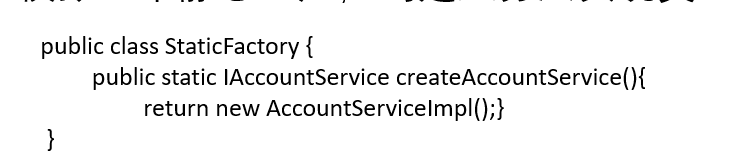 public class StaticFactory {
public static IAccountService createAccountService(){
return new AccountServiceImpl();}
}